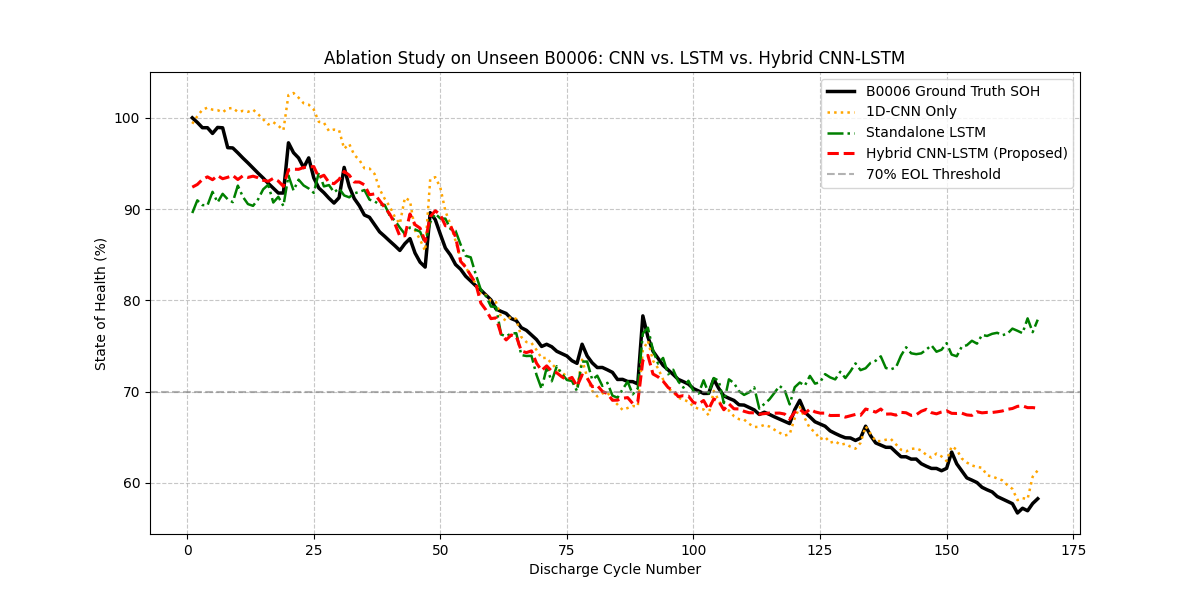 Ablation Study on Unseen B0006: CNN vs. LSTM vs. Hybrid CNN-LSTM
B0006 Ground Truth SOH
1D-CNN Only
Standalone LSTM
Hybrid CNN-LSTM (Proposed)
70% EOL Threshold
State of Health (%)
100
90
80
70
60
0 25 50 75 100 125 150 175
Discharge Cycle Number